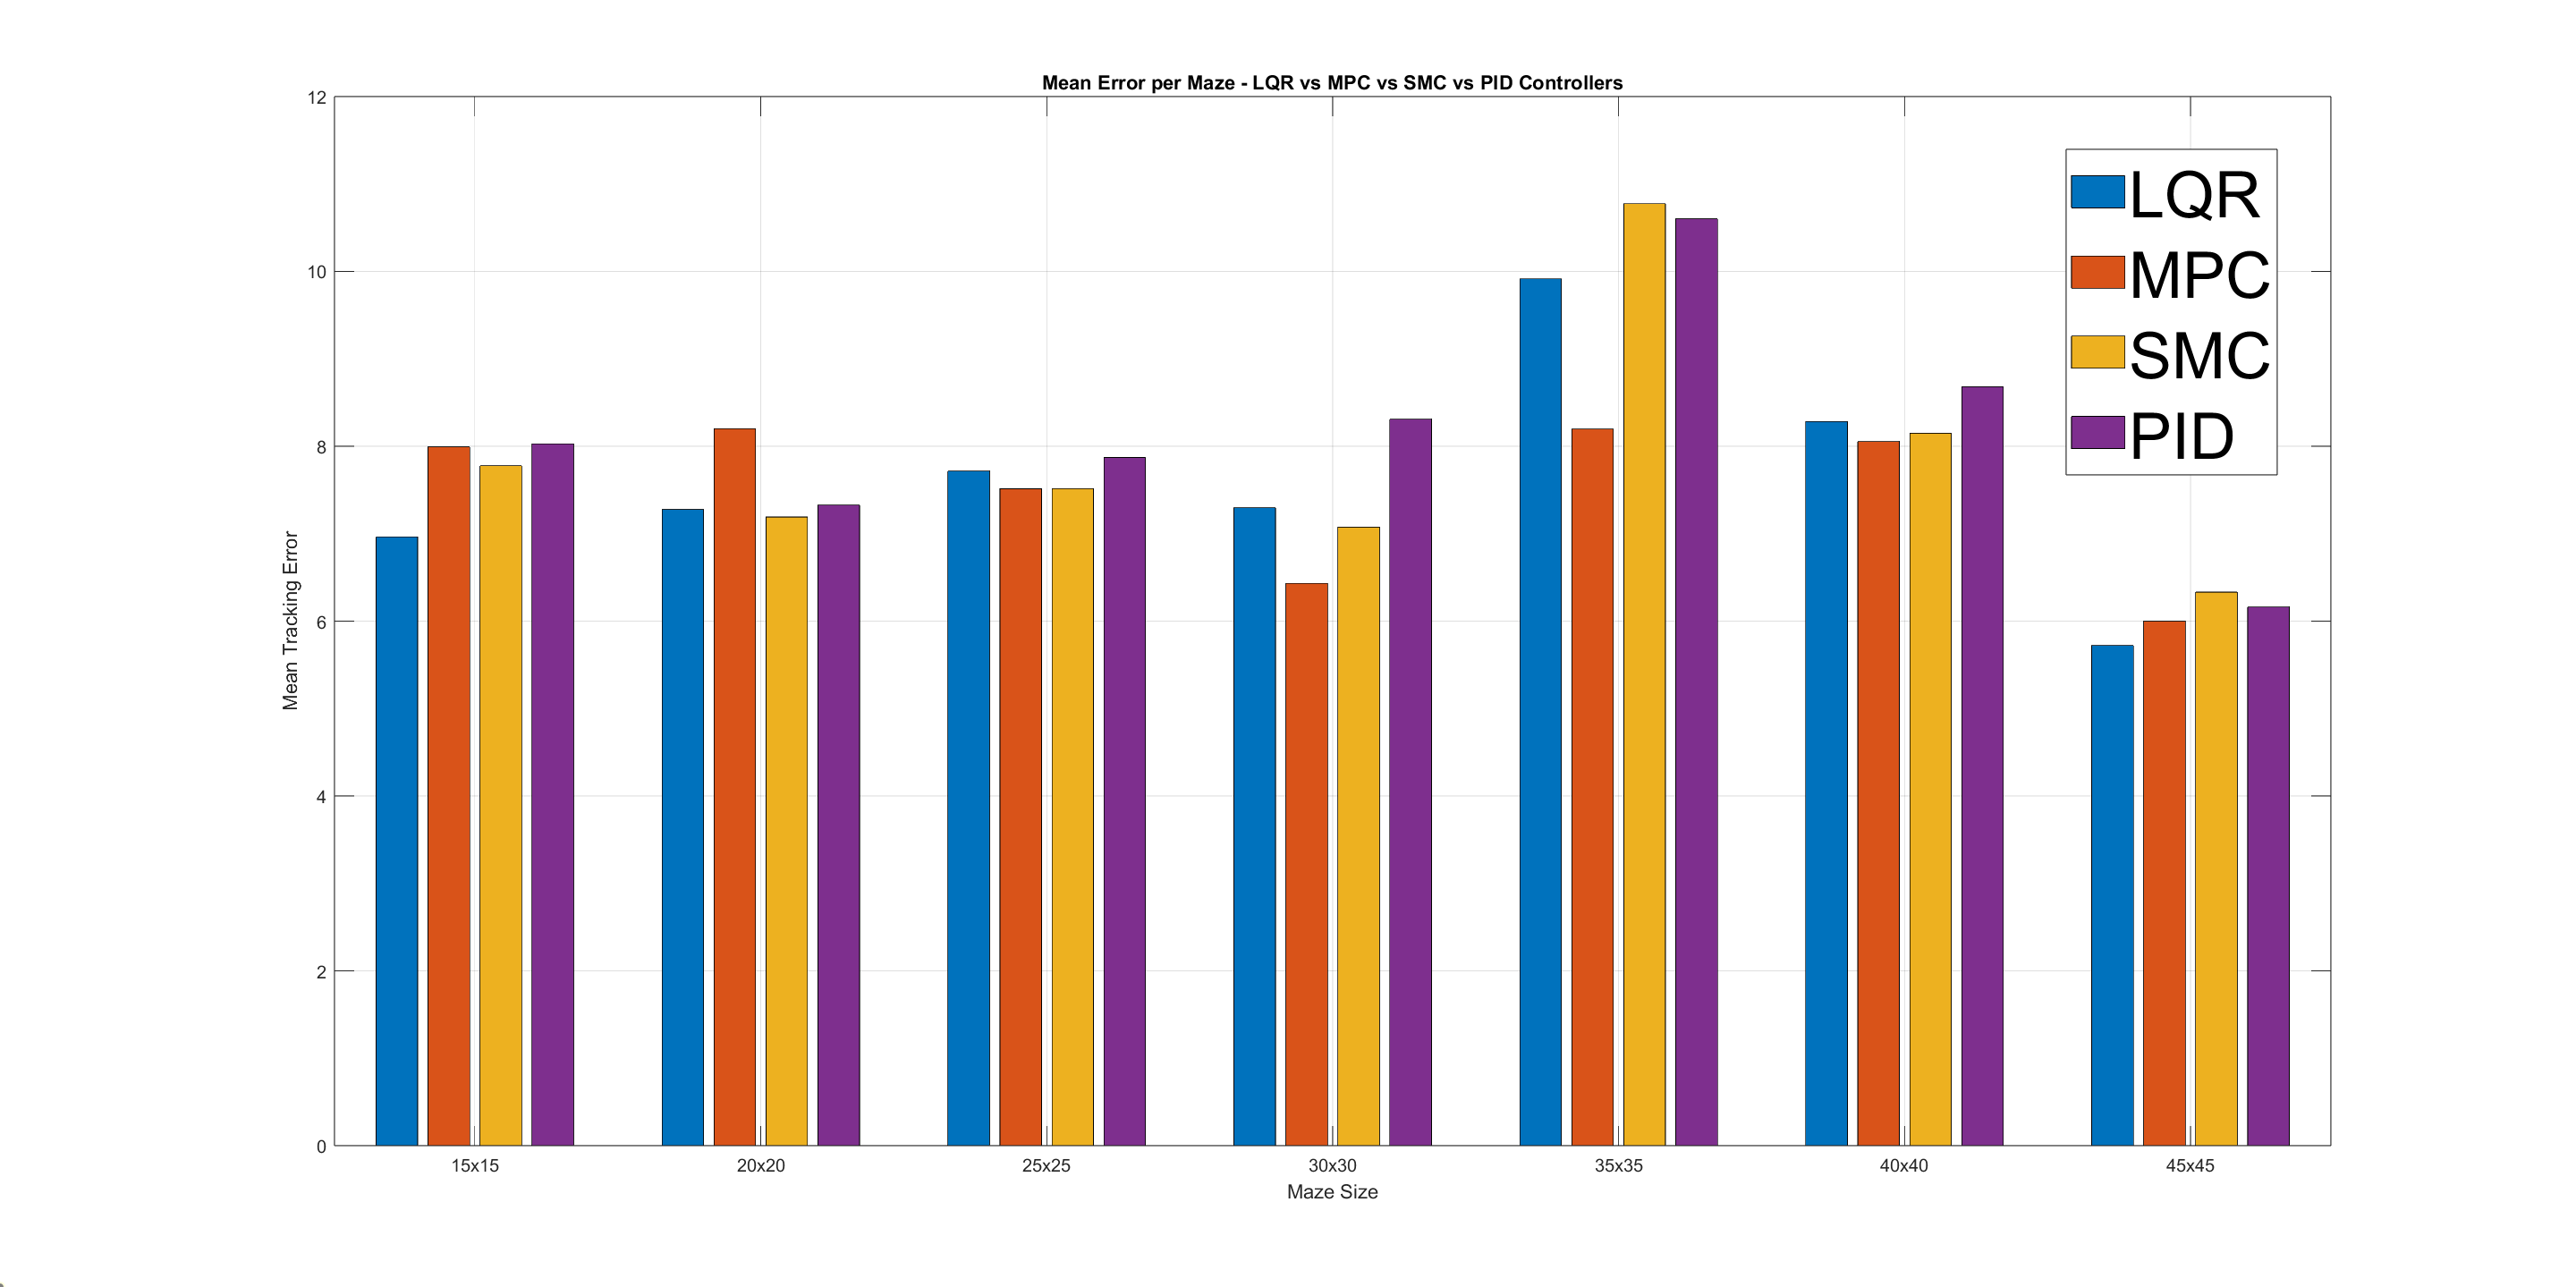 Mean Error per Maze - LQR vs MPC vs SMC vs PID Controllers
12
10
8
6
4
2
0
Mean Tracking Error
LQR
MPC
SMC
PID
15x15 20x20 25x25 30x30 35x35 40x40 45x45
Maze Size